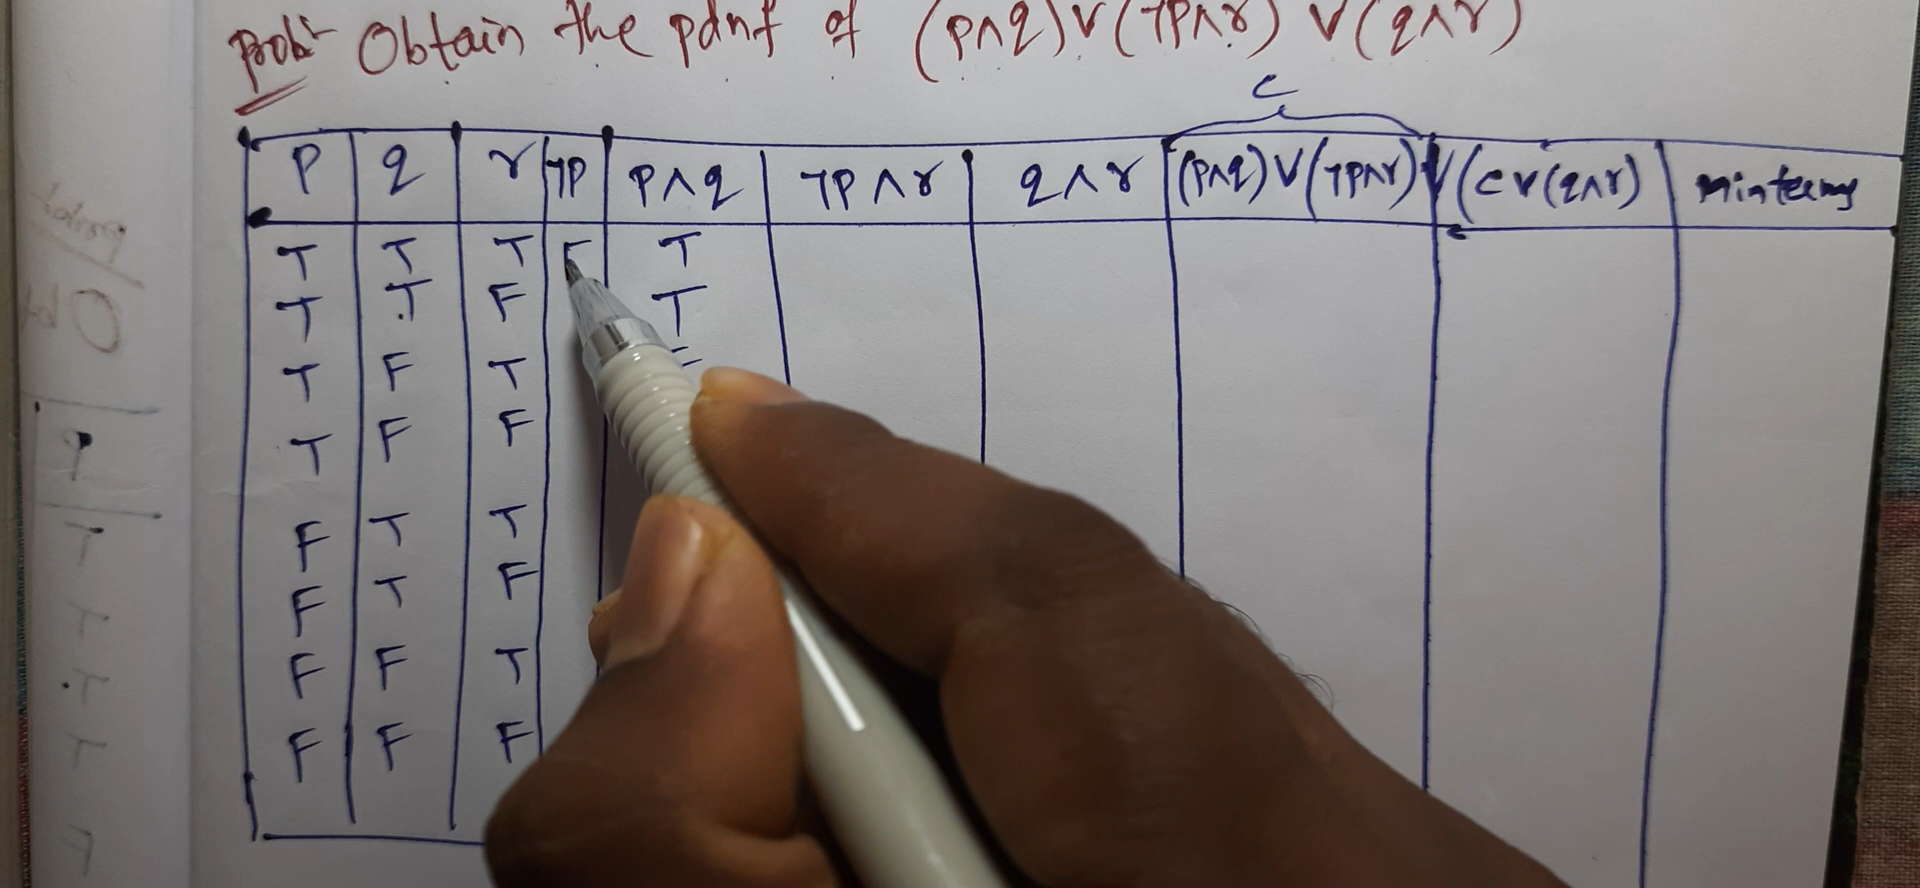 Prob:- Obtain the pdnf of (p∧q)∨(¬p∧r)∨(q∧r)
C
P q r ¬P p∧q ¬p∧r q∧r (p∧q)∨(¬p∧r) ∨(C∨(q∧r) Minterms
T T T F T
T T F T
T F T F
T F F
F T T
F T F
F F T
F F F